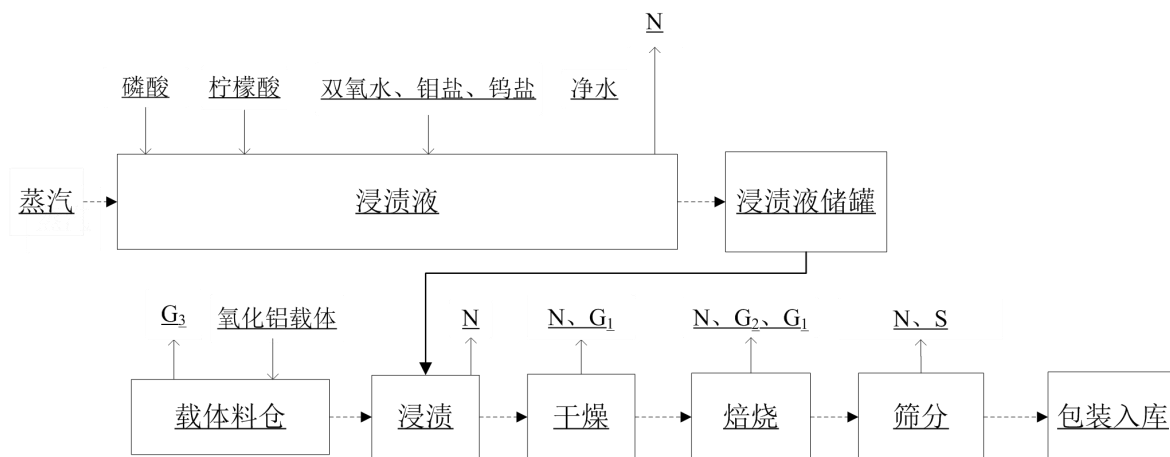 N
磷酸 柠檬酸 双氧水、钼盐、钨盐 净水
蒸汽 浸渍液 浸渍液储罐
G₃ 氧化铝载体 N N、G₁ N、G₂、G₁ N、S
载体料仓 浸渍 干燥 焙烧 筛分 包装入库